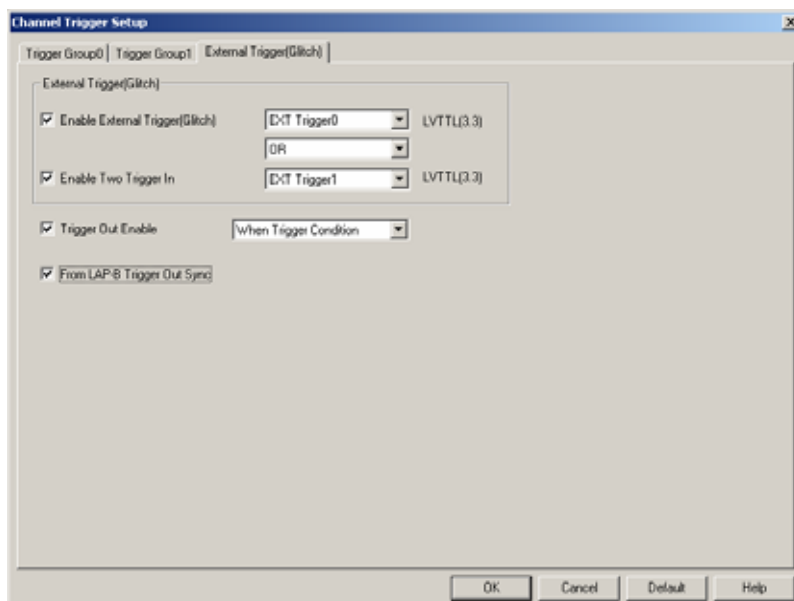 Channel Trigger Setup
Trigger Group0 Trigger Group1 External Trigger(Glitch)
External Trigger(Glitch)
Enable External Trigger(Glitch) EXT Trigger0 LVTTL(3.3)
OR
Enable Two Trigger In EXT Trigger1 LVTTL(3.3)
Trigger Out Enable When Trigger Condition
From LAP-B Trigger Out Sync
OK Cancel Default Help